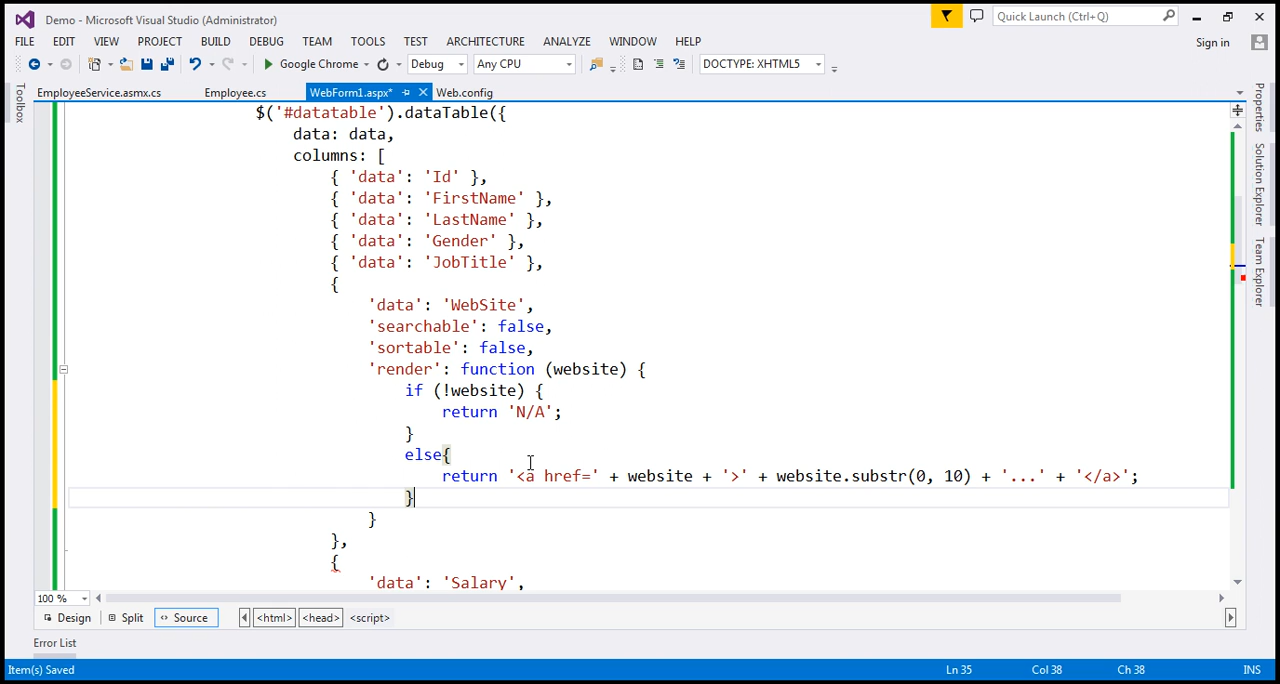 Demo - Microsoft Visual Studio (Administrator)
Quick Launch (Ctrl+Q)
FILE EDIT VIEW PROJECT BUILD DEBUG TEAM TOOLS TEST ARCHITECTURE ANALYZE WINDOW HELP
Sign in
Google Chrome Debug Any CPU DOCTYPE: XHTML5
Toolbox
EmployeeService.asmx.cs Employee.cs WebForm1.aspx* Web.config
Properties
Solution Explorer
Team Explorer
$('#datatable').dataTable({
data: data,
columns: [
{ 'data': 'Id' },
{ 'data': 'FirstName' },
{ 'data': 'LastName' },
{ 'data': 'Gender' },
{ 'data': 'JobTitle' },
{
'data': 'WebSite',
'searchable': false,
'sortable': false,
'render': function (website) {
if (!website) {
return 'N/A';
}
else{
return '<a href=' + website + '>' + website.substr(0, 10) + '...' + '</a>';
}
}
},
{
'data': 'Salary',
100 %
Design Split Source <html> <head> <script>
Error List
Item(s) Saved Ln 35 Col 38 Ch 38 INS